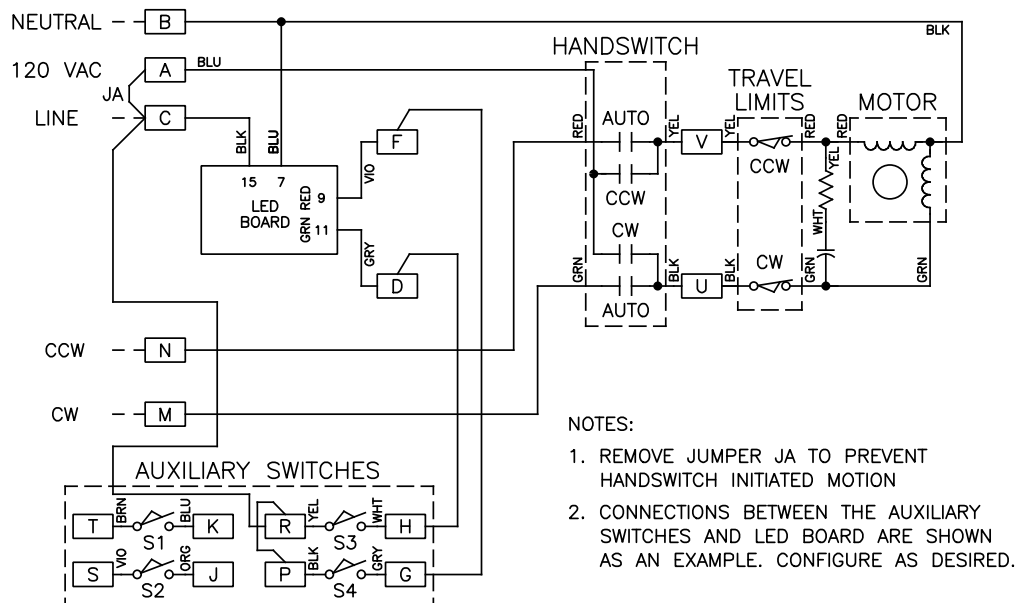 NEUTRAL B
BLK
120 VAC A BLU
HANDSWITCH
JA
TRAVEL
LIMITS
MOTOR
LINE C
AUTO
RED YEL V YEL RED RED
F
BLK BLU
VIO
CCW
YEL
15 7
9
LED
BOARD
RED
GRN
11
CCW
WHT
GRY
CW
D
GRN BLK U BLK CW GRN GRN
AUTO
CCW N
CW M
NOTES:
1. REMOVE JUMPER JA TO PREVENT
HANDSWITCH INITIATED MOTION
2. CONNECTIONS BETWEEN THE AUXILIARY
SWITCHES AND LED BOARD ARE SHOWN
AS AN EXAMPLE. CONFIGURE AS DESIRED.
AUXILIARY SWITCHES
T BRN S1 BLU K
R YEL S3 WHT H
S VIO S2 ORG J
P BLK S4 GRY G